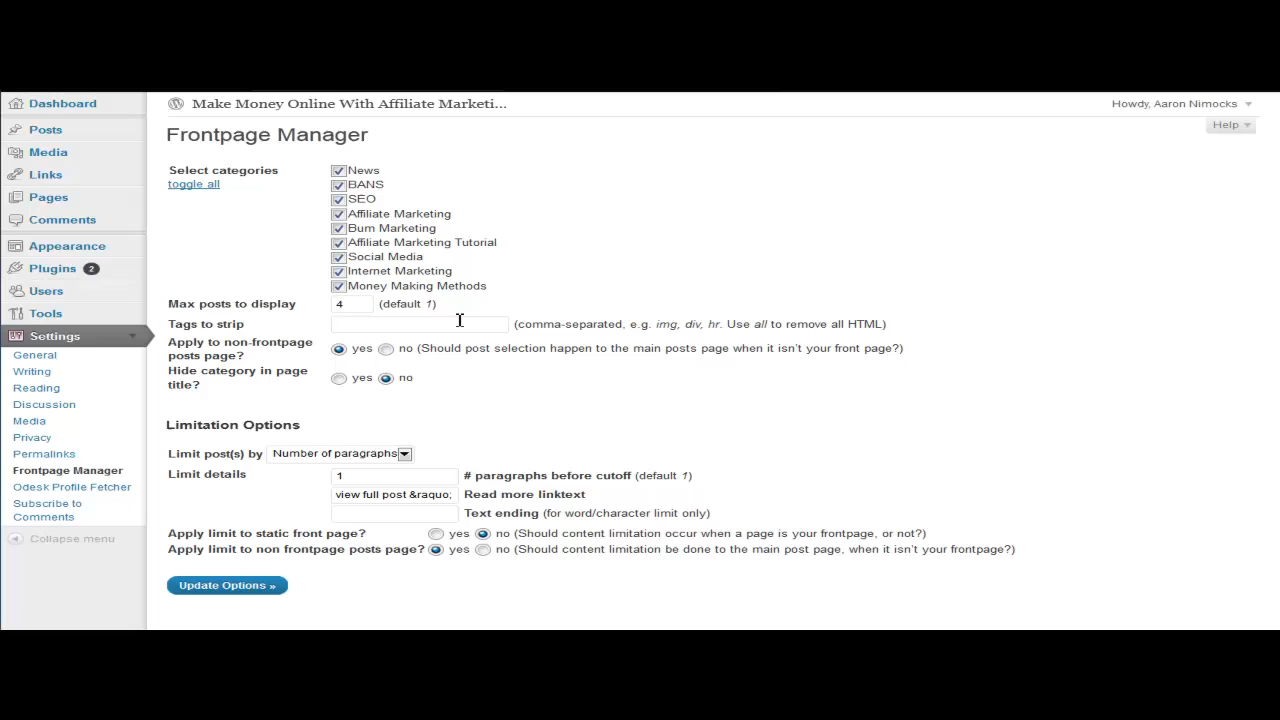 Dashboard
Posts
Media
Links
Pages
Comments
Appearance
Plugins 2
Users
Tools
Settings
General
Writing
Reading
Discussion
Media
Privacy
Permalinks
Frontpage Manager
Odesk Profile Fetcher
Subscribe to
Comments
Collapse menu
Make Money Online With Affiliate Marketi...
Howdy, Aaron Nimocks
Help
Frontpage Manager
Select categories
toggle all
News
BANS
SEO
Affiliate Marketing
Bum Marketing
Affiliate Marketing Tutorial
Social Media
Internet Marketing
Money Making Methods
Max posts to display 4 (default 1)
Tags to strip (comma-separated, e.g. img, div, hr. Use all to remove all HTML)
Apply to non-frontpage
posts page?
yes no (Should post selection happen to the main posts page when it isn't your front page?)
Hide category in page
title?
yes no
Limitation Options
Limit post(s) by Number of paragraphs
Limit details
1 # paragraphs before cutoff (default 1)
view full post &raquo; Read more linktext
Text ending (for word/character limit only)
Apply limit to static front page? yes no (Should content limitation occur when a page is your frontpage, or not?)
Apply limit to non frontpage posts page? yes no (Should content limitation be done to the main post page, when it isn't your frontpage?)
Update Options »